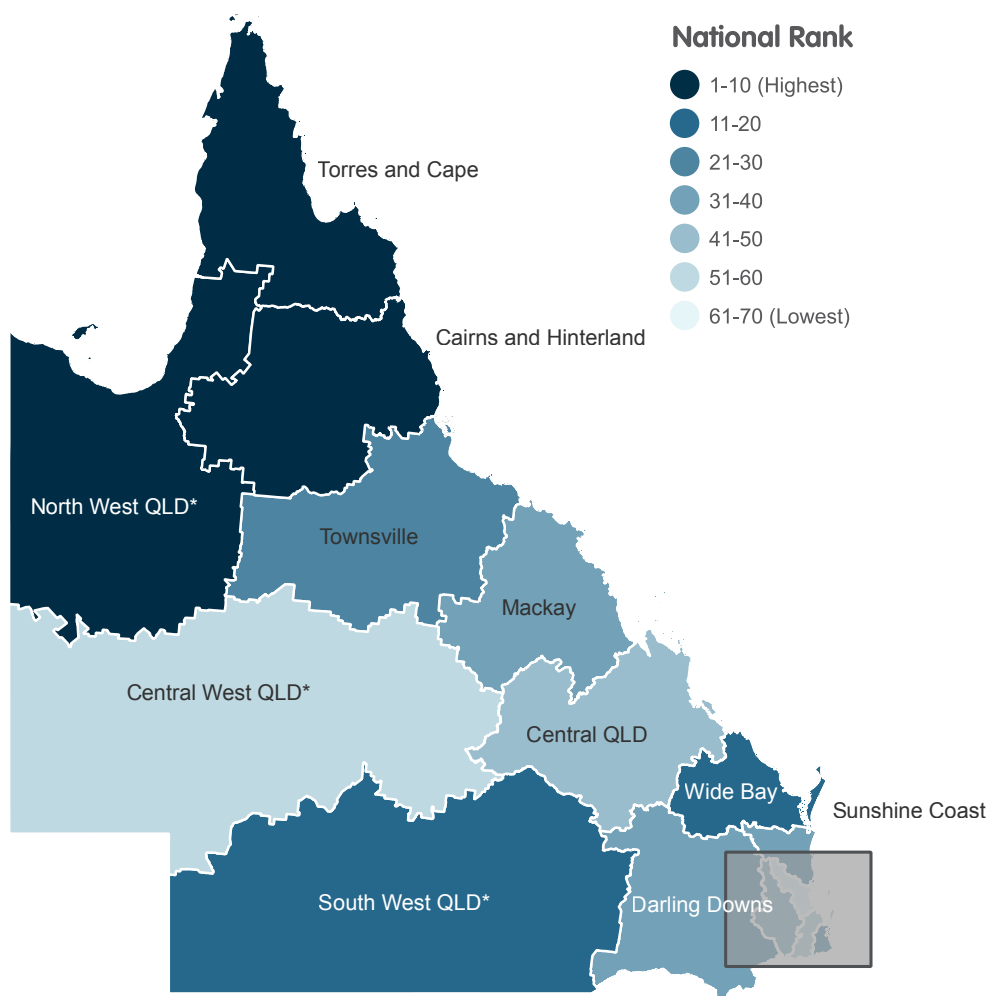 National Rank
1-10 (Highest)
11-20
21-30
31-40
41-50
51-60
61-70 (Lowest)
Torres and Cape
Cairns and Hinterland
North West QLD*
Townsville
Mackay
Central West QLD*
Central QLD
Wide Bay
Sunshine Coast
South West QLD*
Darling Downs